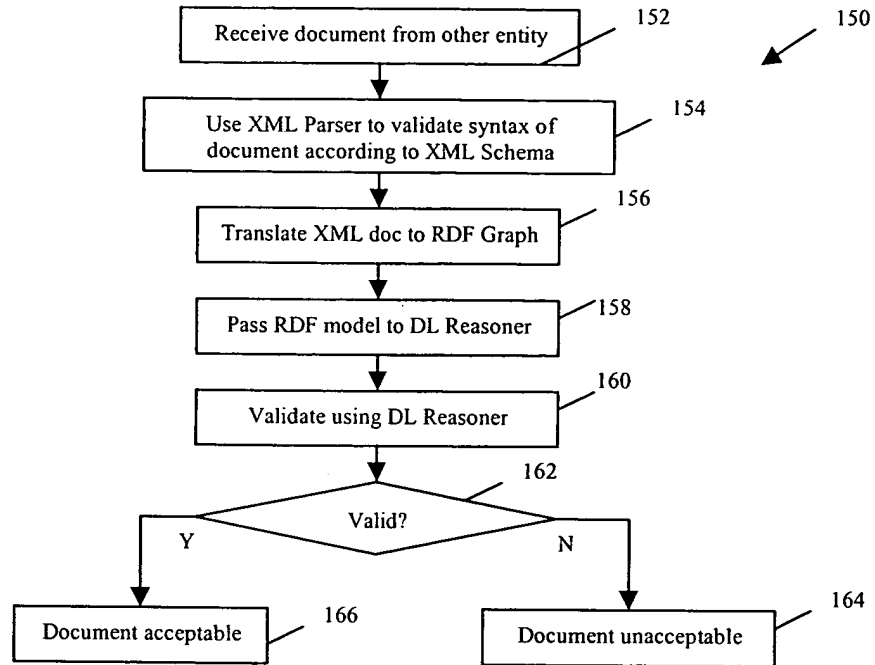 Receive document from other entity
152
150
Use XML Parser to validate syntax of
document according to XML Schema
154
Translate XML doc to RDF Graph
156
Pass RDF model to DL Reasoner
158
Validate using DL Reasoner
160
Valid?
162
Y
N
Document acceptable
166
Document unacceptable
164